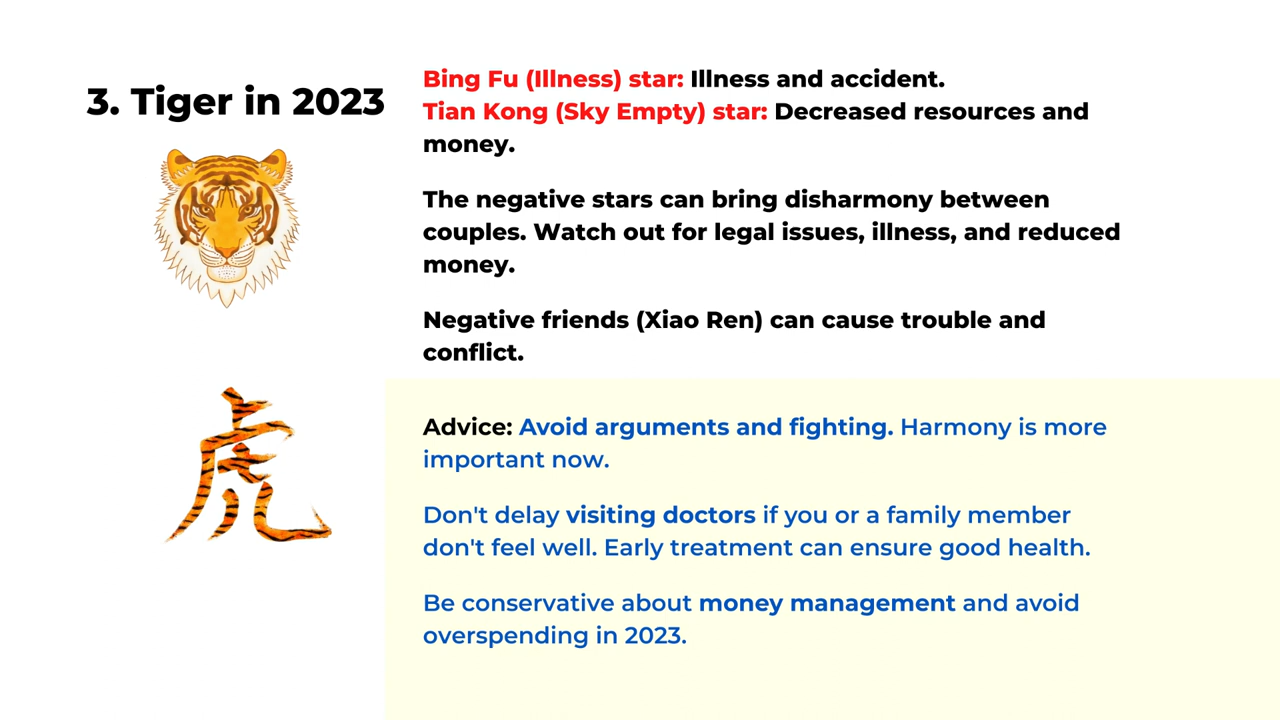 3. Tiger in 2023
虎
Bing Fu (Illness) star: Illness and accident.
Tian Kong (Sky Empty) star: Decreased resources and
money.
The negative stars can bring disharmony between
couples. Watch out for legal issues, illness, and reduced
money.
Negative friends (Xiao Ren) can cause trouble and
conflict.
Advice: Avoid arguments and fighting. Harmony is more
important now.
Don't delay visiting doctors if you or a family member
don't feel well. Early treatment can ensure good health.
Be conservative about money management and avoid
overspending in 2023.